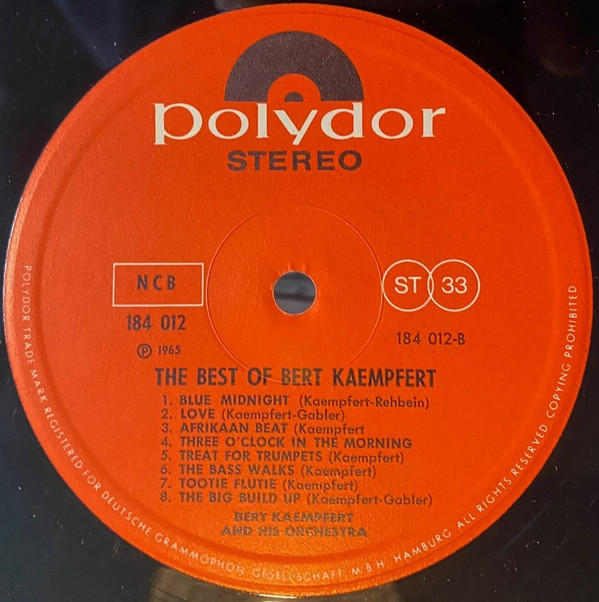 polydor
STEREO
NCB
ST 33
184 012
184 012-B
Ⓟ 1965
THE BEST OF BERT KAEMPFERT
1. BLUE MIDNIGHT (Kaempfert-Rehbein)
2. LOVE (Kaempfert-Gabler)
3. AFRIKAAN BEAT (Kaempfert
4. THREE O'CLOCK IN THE MORNING
5. TREAT FOR TRUMPETS (Kaempfert)
6. THE BASS WALKS (Kaempfert)
7. TOOTIE FLUTIE (Kaempfert)
8. THE BIG BUILD UP (Kaempfert-Gabler)
BERT KAEMPFERT
AND HIS ORCHESTRA
POLYDOR TRADE MARK REGISTERED FOR DEUTSCHE GRAMMOPHON GESELLSCHAFT M·B·H. HAMBURG ALL RIGHTS RESERVED. COPYING PROHIBITED